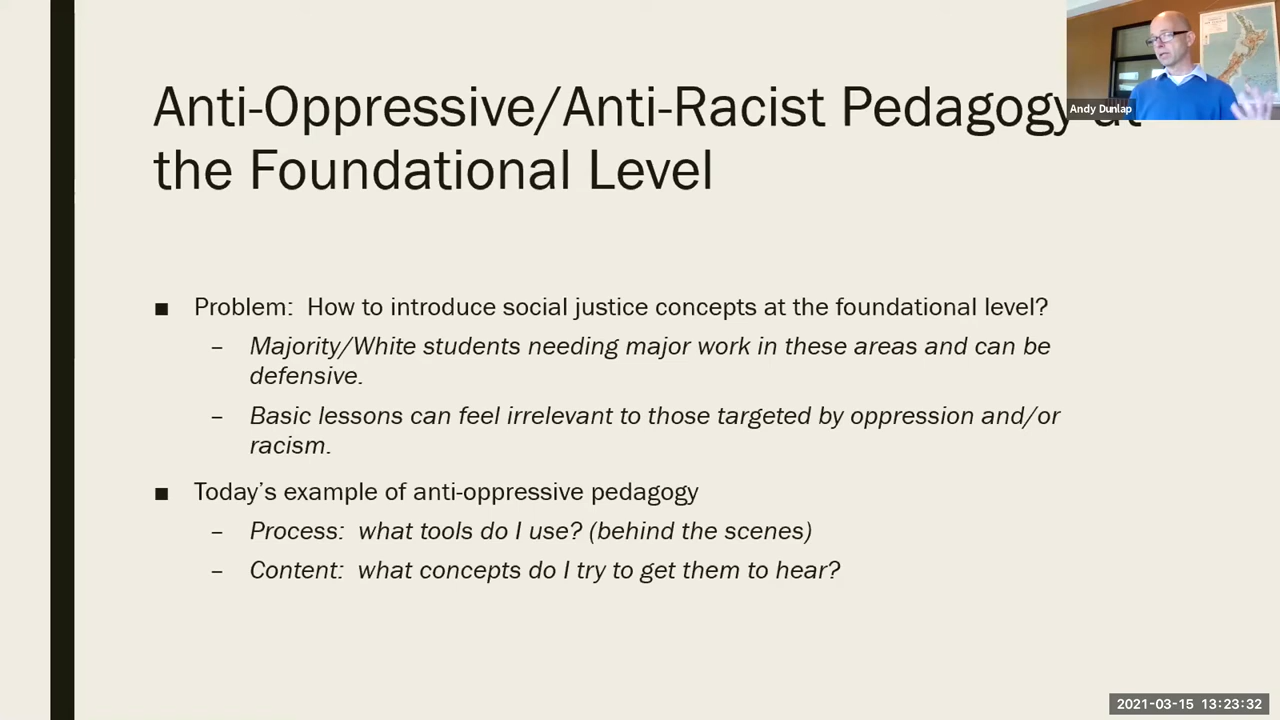 Anti-Oppressive/Anti-Racist Pedagogy at
the Foundational Level
Andy Dunlap
■ Problem: How to introduce social justice concepts at the foundational level?
– Majority/White students needing major work in these areas and can be
defensive.
– Basic lessons can feel irrelevant to those targeted by oppression and/or
racism.
■ Today's example of anti-oppressive pedagogy
– Process: what tools do I use? (behind the scenes)
– Content: what concepts do I try to get them to hear?
2021-03-15 13:23:32